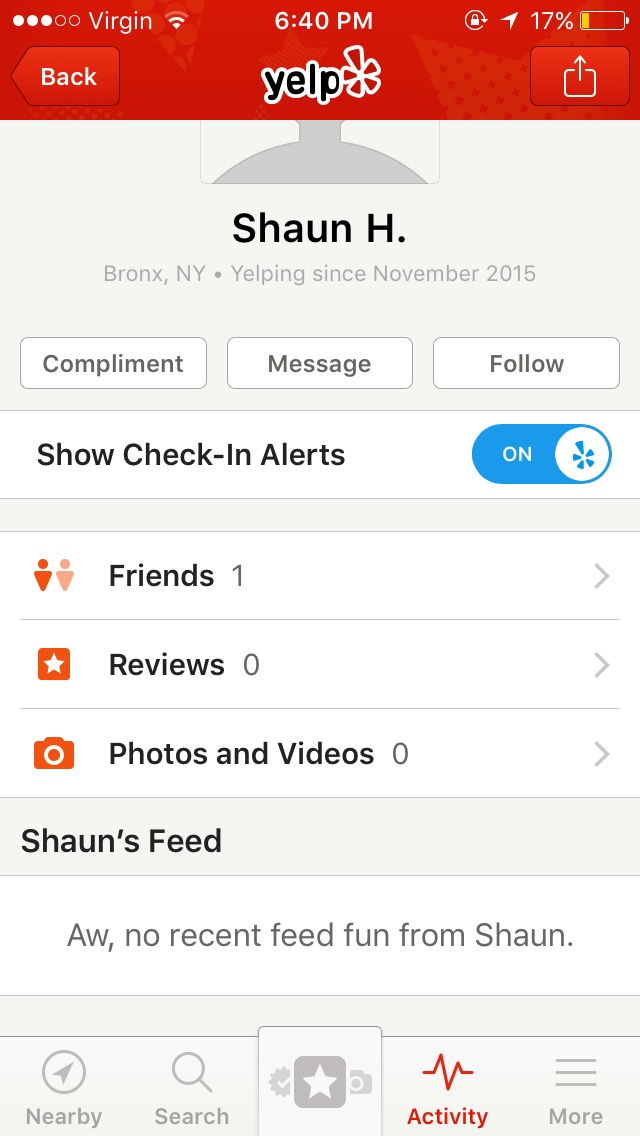 Virgin 6:40 PM 17%
Back yelp
Shaun H.
Bronx, NY • Yelping since November 2015
Compliment Message Follow
Show Check-In Alerts ON
Friends 1
Reviews 0
Photos and Videos 0
Shaun’s Feed
Aw, no recent feed fun from Shaun.
Nearby Search Activity More